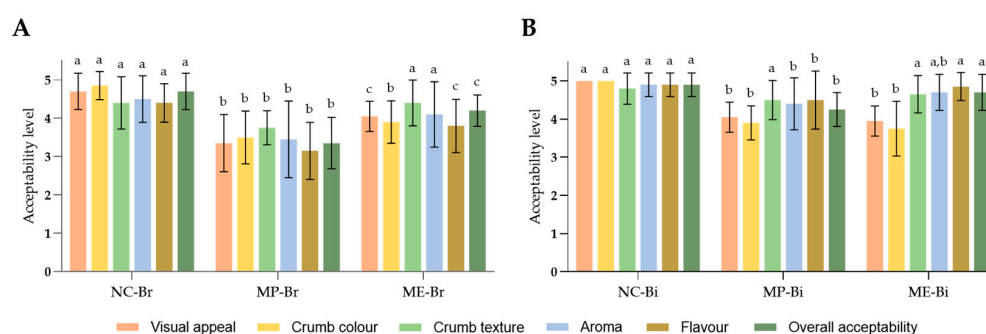 A
B
a a a a a a
b b b b b b
c b a a c c
Acceptability level
5
4
3
2
1
0
NC-Br MP-Br ME-Br
a a a a a a
b b a b b b
b b a a,b a a
Acceptability level
5
4
3
2
1
0
NC-Bi MP-Bi ME-Bi
Visual appeal Crumb colour Crumb texture Aroma Flavour Overall acceptability